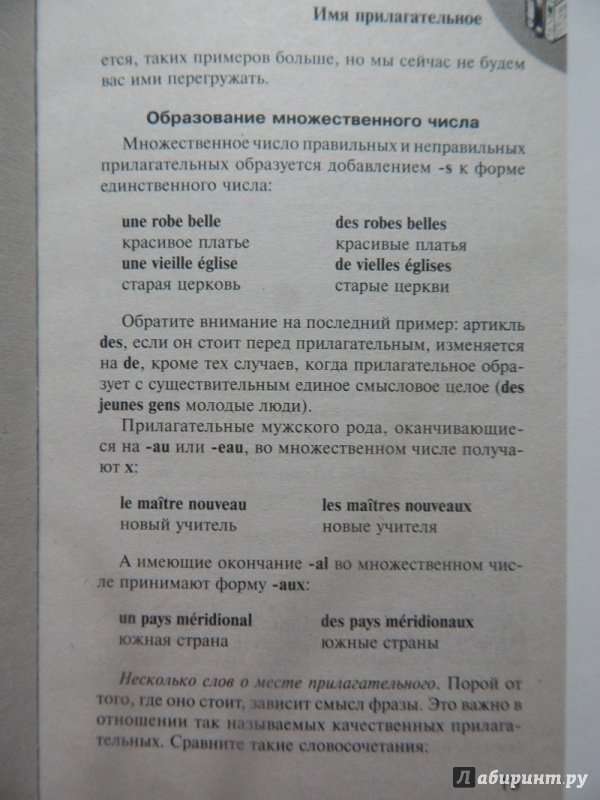 Имя прилагательное
ется, таких примеров больше, но мы сейчас не будем
вас ими перегружать.
Образование множественного числа
Множественное число правильных и неправильных
прилагательных образуется добавлением -s к форме
единственного числа:
une robe belle des robes belles
красивое платье красивые платья
une vieille église de vielles églises
старая церковь старые церкви
Обратите внимание на последний пример: артикль
des, если он стоит перед прилагательным, изменяется
на de, кроме тех случаев, когда прилагательное обра-
зует с существительным единое смысловое целое (des
jeunes gens молодые люди).
Прилагательные мужского рода, оканчивающие-
ся на -au или -eau, во множественном числе получа-
ют x:
le maître nouveau les maîtres nouveaux
новый учитель новые учителя
А имеющие окончание -al во множественном чис-
ле принимают форму -aux:
un pays méridional des pays méridionaux
южная страна южные страны
Несколько слов о месте прилагательного. Порой от
того, где оно стоит, зависит смысл фразы. Это важно в
отношении так называемых качественных прилага-
тельных. Сравните такие словосочетания:
Лабиринт.ру